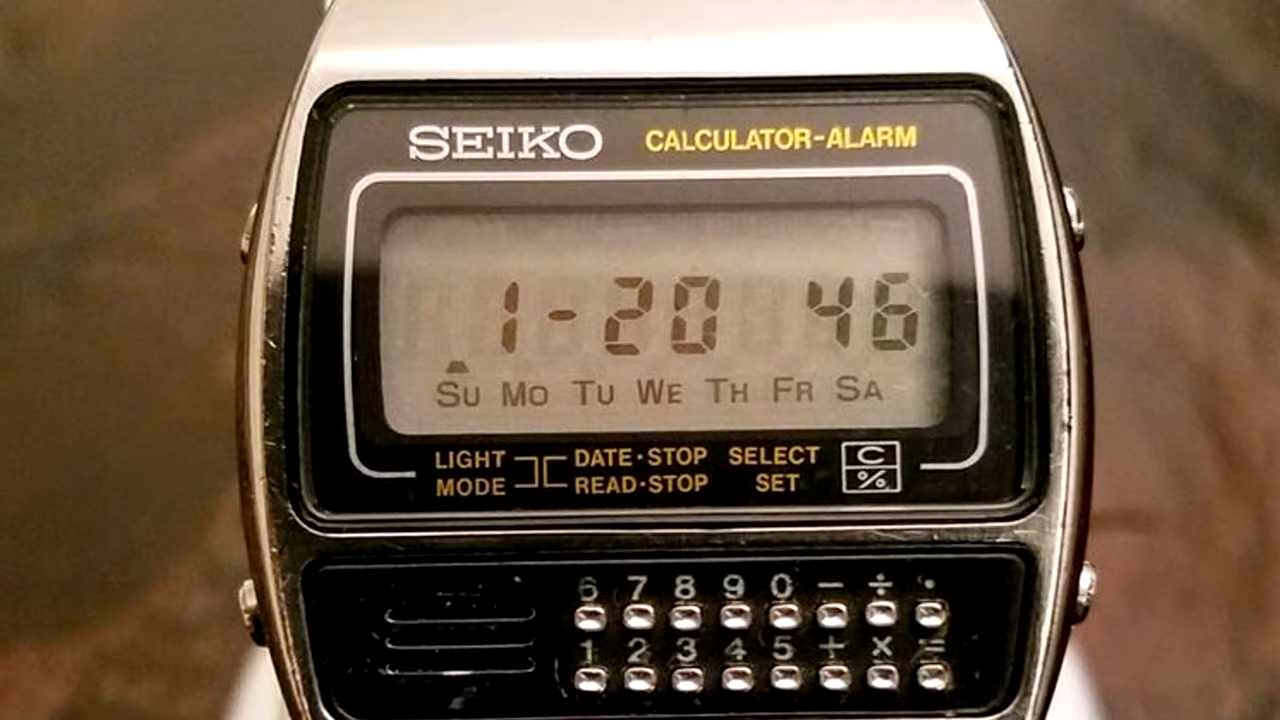 SEIKO CALCULATOR-ALARM
1-20 46
SU MO TU WE TH FR SA
LIGHT DATE·STOP SELECT C
MODE READ·STOP SET %
6 7 8 9 0 − ÷ ·
1 2 3 4 5 + × =